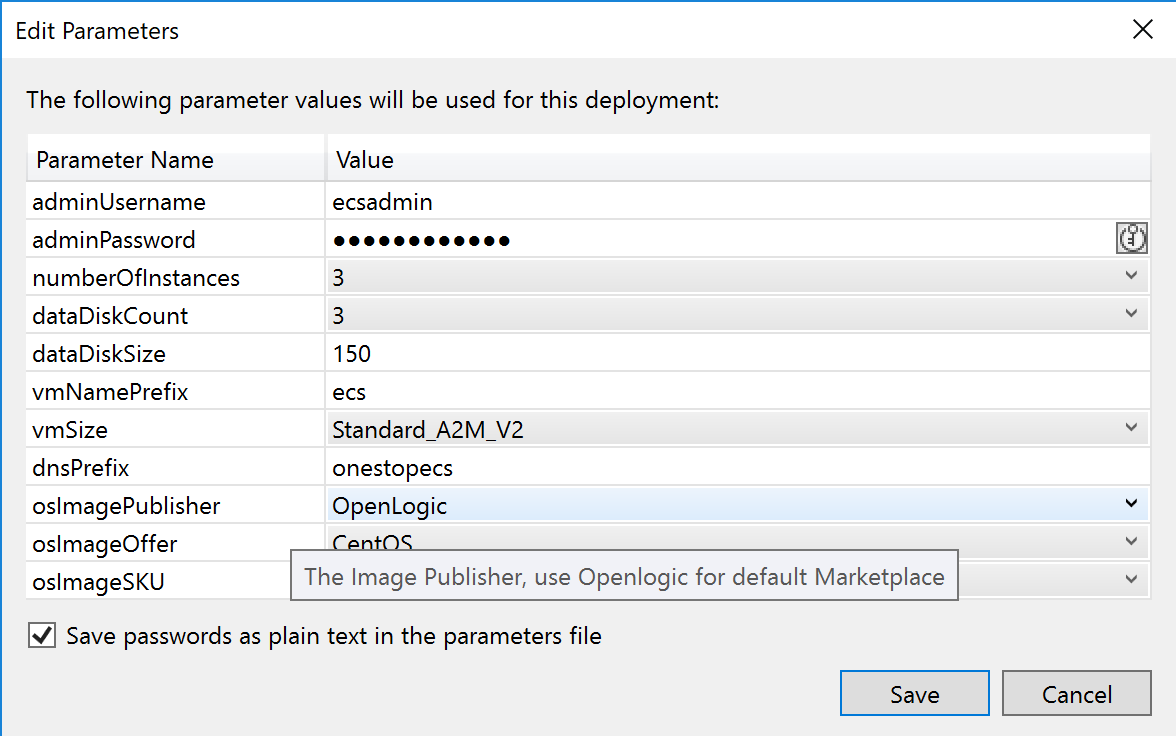 Edit Parameters
The following parameter values will be used for this deployment:
Parameter Name Value
adminUsername ecsadmin
adminPassword ●●●●●●●●●●●●
numberOfInstances 3
dataDiskCount 3
dataDiskSize 150
vmNamePrefix ecs
vmSize Standard_A2M_V2
dnsPrefix onestopecs
osImagePublisher OpenLogic
osImageOffer CentOS
osImageSKU
The Image Publisher, use Openlogic for default Marketplace
Save passwords as plain text in the parameters file
Save Cancel